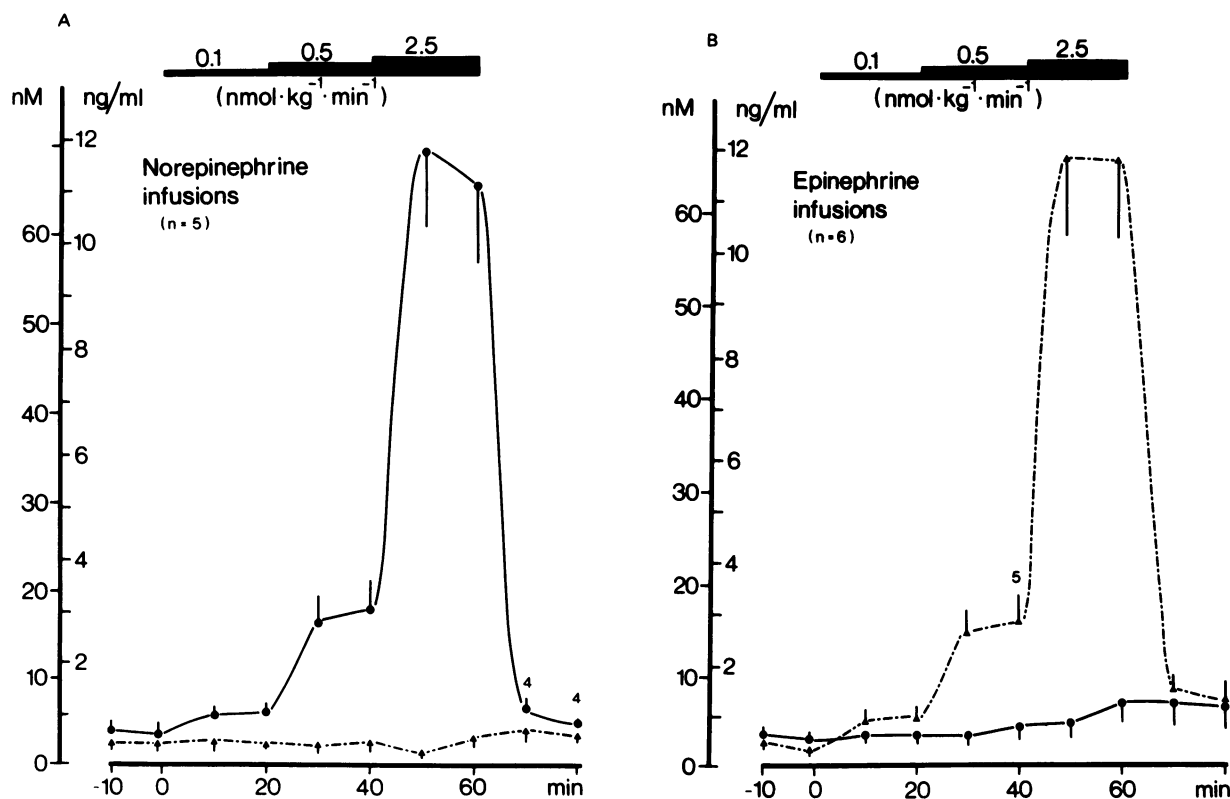 A
0.1 0.5 2.5
(nmol·kg⁻¹·min⁻¹)
nM ng/ml
Norepinephrine
infusions
(n=5)
12
60
10
50
8
40
6
30
4
20
2
10
0
4 4
-10 0 20 40 60 min
B
0.1 0.5 2.5
(nmol·kg⁻¹·min⁻¹)
nM ng/ml
Epinephrine
infusions
(n=6)
12
60
10
50
8
40
6
30
4
20
2
10
0
5
-10 0 20 40 60 min